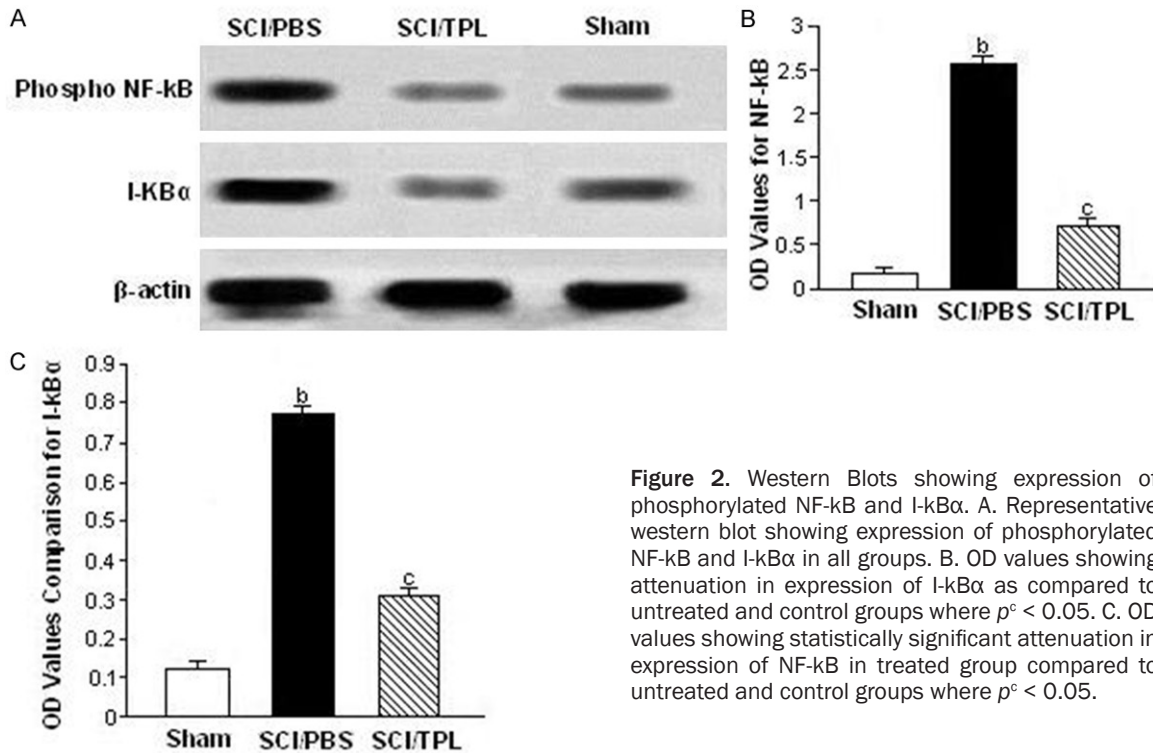 A
SCI/PBS SCI/TPL Sham
Phospho NF-kB
I-KBα
β-actin
B
OD Values for NF-kB
3
2.5
2
1.5
1
0.5
0
b
c
Sham SCI/PBS SCI/TPL
C
OD Values Comparison for I-kBα
0.9
0.8
0.7
0.6
0.5
0.4
0.3
0.2
0.1
0
b
c
Sham SCI/PBS SCI/TPL
Figure 2. Western Blots showing expression of
phosphorylated NF-kB and I-kBα. A. Representative
western blot showing expression of phosphorylated
NF-kB and I-kBα in all groups. B. OD values showing
attenuation in expression of I-kBα as compared to
untreated and control groups where pᶜ < 0.05. C. OD
values showing statistically significant attenuation in
expression of NF-kB in treated group compared to
untreated and control groups where pᶜ < 0.05.